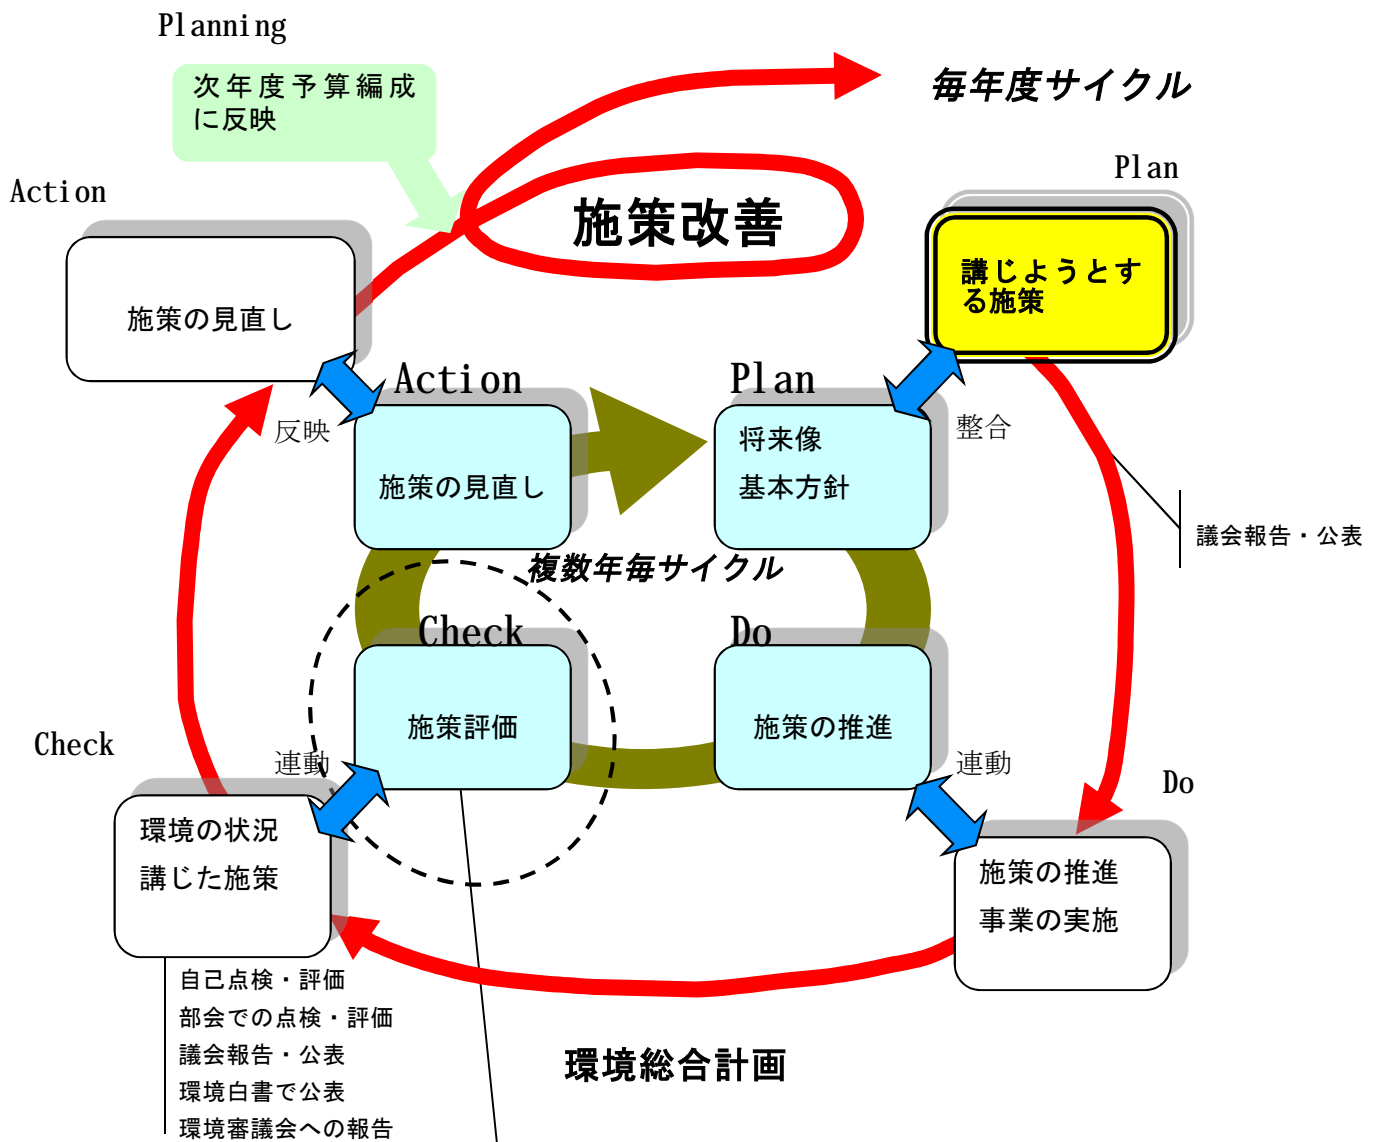 Planning
次年度予算編成
に反映
毎年度サイクル
Plan
Action
施策改善
講じようとす
る施策
施策の見直し
Action
Plan
反映
整合
将来像
施策の見直し
基本方針
議会報告・公表
複数年毎サイクル
Check
Do
施策評価
施策の推進
Check
連動
連動
Do
環境の状況
講じた施策
施策の推進
事業の実施
自己点検・評価
部会での点検・評価
議会報告・公表
環境白書で公表
環境審議会への報告
環境総合計画